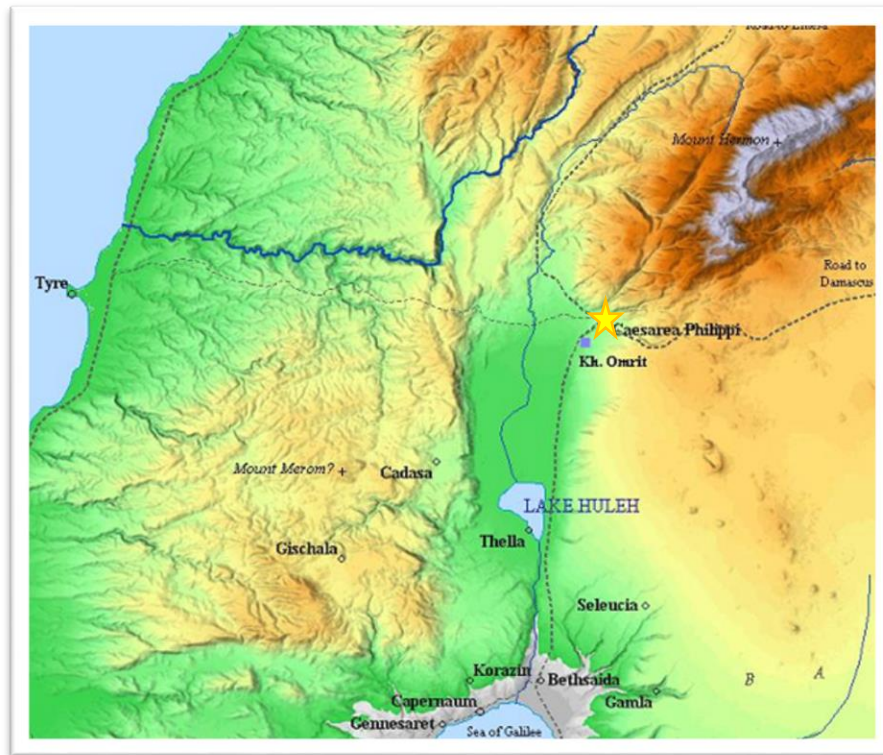 Mount Hermon
Road to
Damascus
Tyre
Caesarea Philippi
Kh. Omrit
Mount Merom?
Cadasa
LAKE HULEH
Thella
Gischala
Seleucia
Korazin
Bethsaida
B A
Capernaum
Gamla
Gennesaret
Sea of Galilee